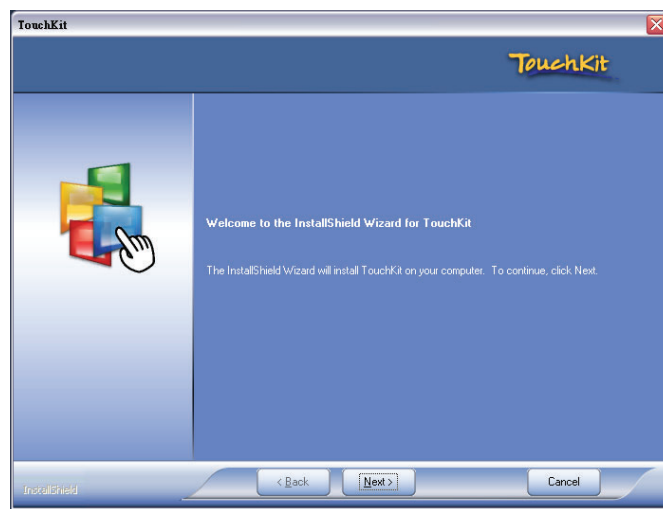 TouchKit
TouchKit
Welcome to the InstallShield Wizard for TouchKit
The InstallShield Wizard will install TouchKit on your computer. To continue, click Next.
InstallShield
< Back
Next >
Cancel